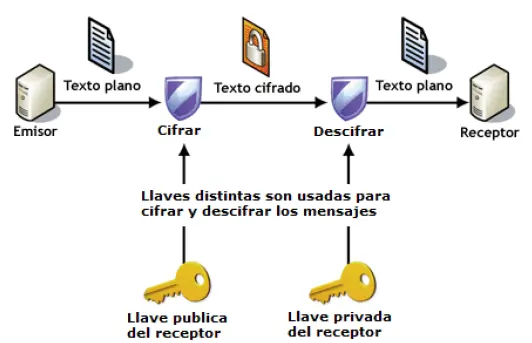 Texto plano
Texto cifrado
Texto plano
Emisor
Cifrar
Descifrar
Receptor
Llaves distintas son usadas para
cifrar y descifrar los mensajes
Llave publica
del receptor
Llave privada
del receptor